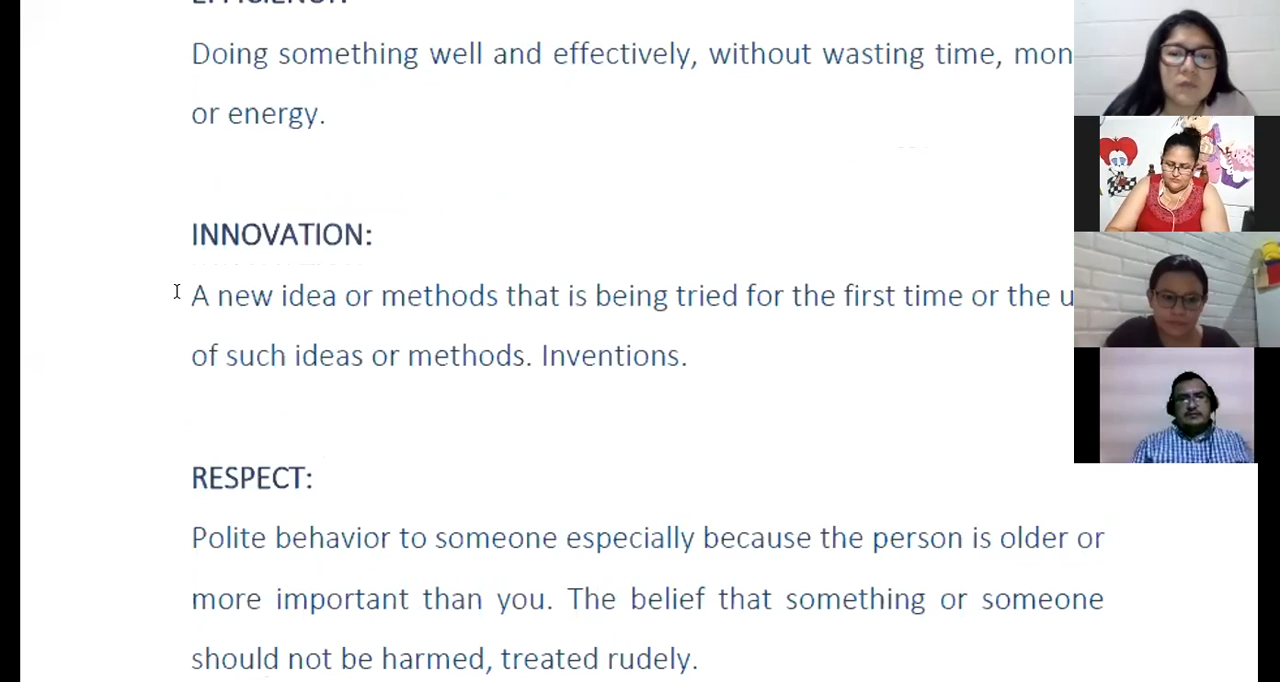 EFFICIENCY:
Doing something well and effectively, without wasting time,
or energy.
INNOVATION:
A new idea or methods that is being tried for the first time or the
of such ideas or methods. Inventions.
RESPECT:
Polite behavior to someone especially because the person is older or
more important than you. The belief that something or someone
should not be harmed, treated rudely.